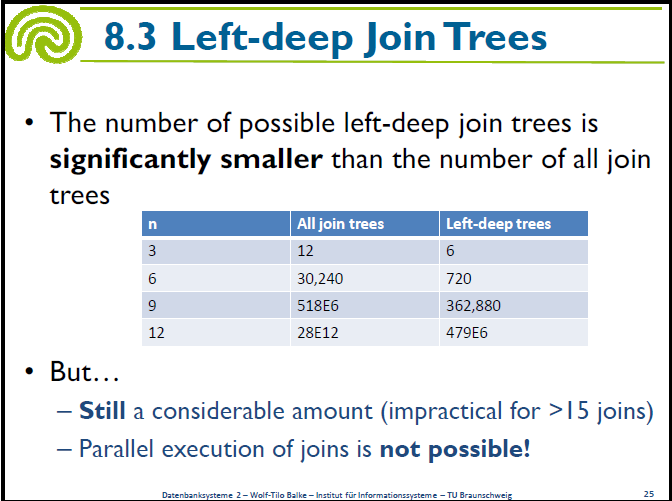 8.3 Left-deep Join Trees
• The number of possible left-deep join trees is
significantly smaller than the number of all join
trees
n All join trees Left-deep trees
3 12 6
6 30,240 720
9 518E6 362,880
12 28E12 479E6
• But…
– Still a considerable amount (impractical for >15 joins)
– Parallel execution of joins is not possible!
Datenbanksysteme 2 – Wolf-Tilo Balke – Institut für Informationssysteme – TU Braunschweig 25